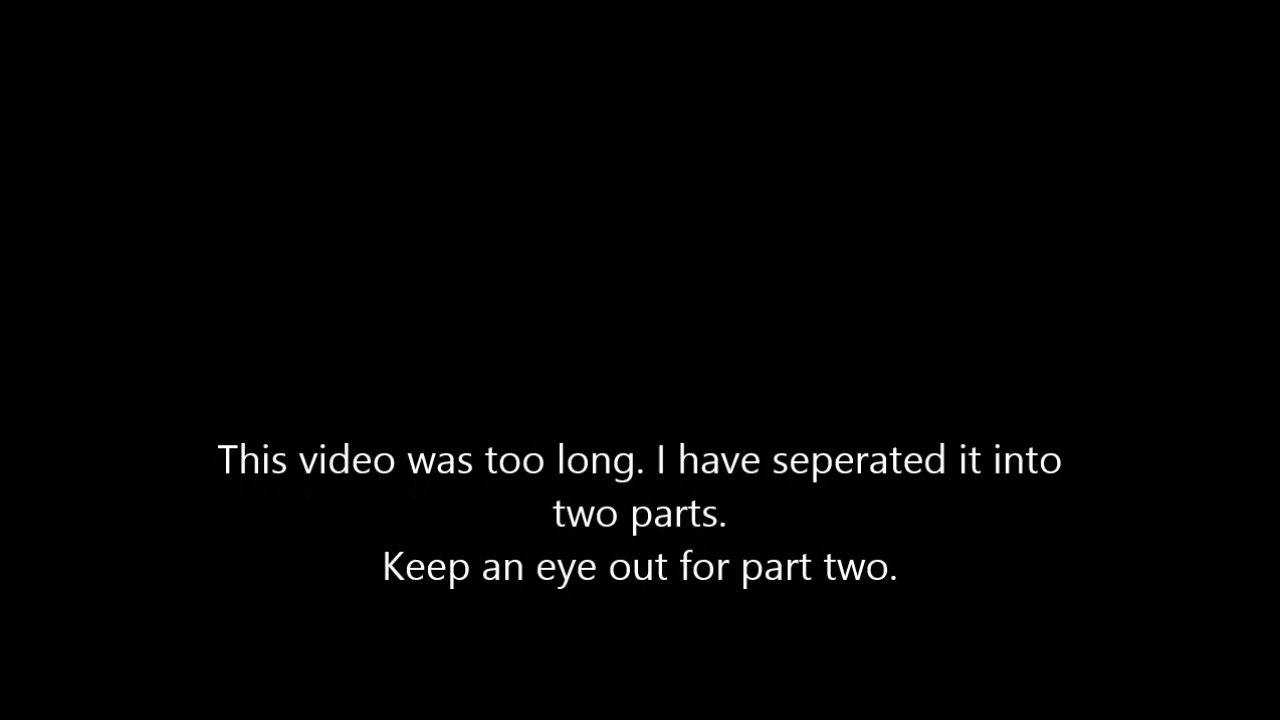 This video was too long. I have seperated it into
two parts.
Keep an eye out for part two.